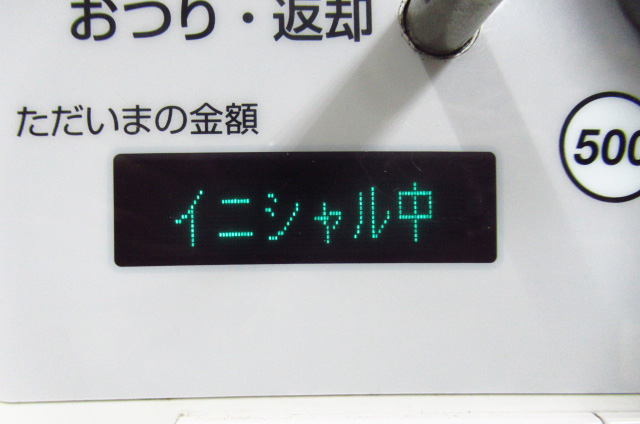 おつり・返却
ただいまの金額
500
イニシャル中